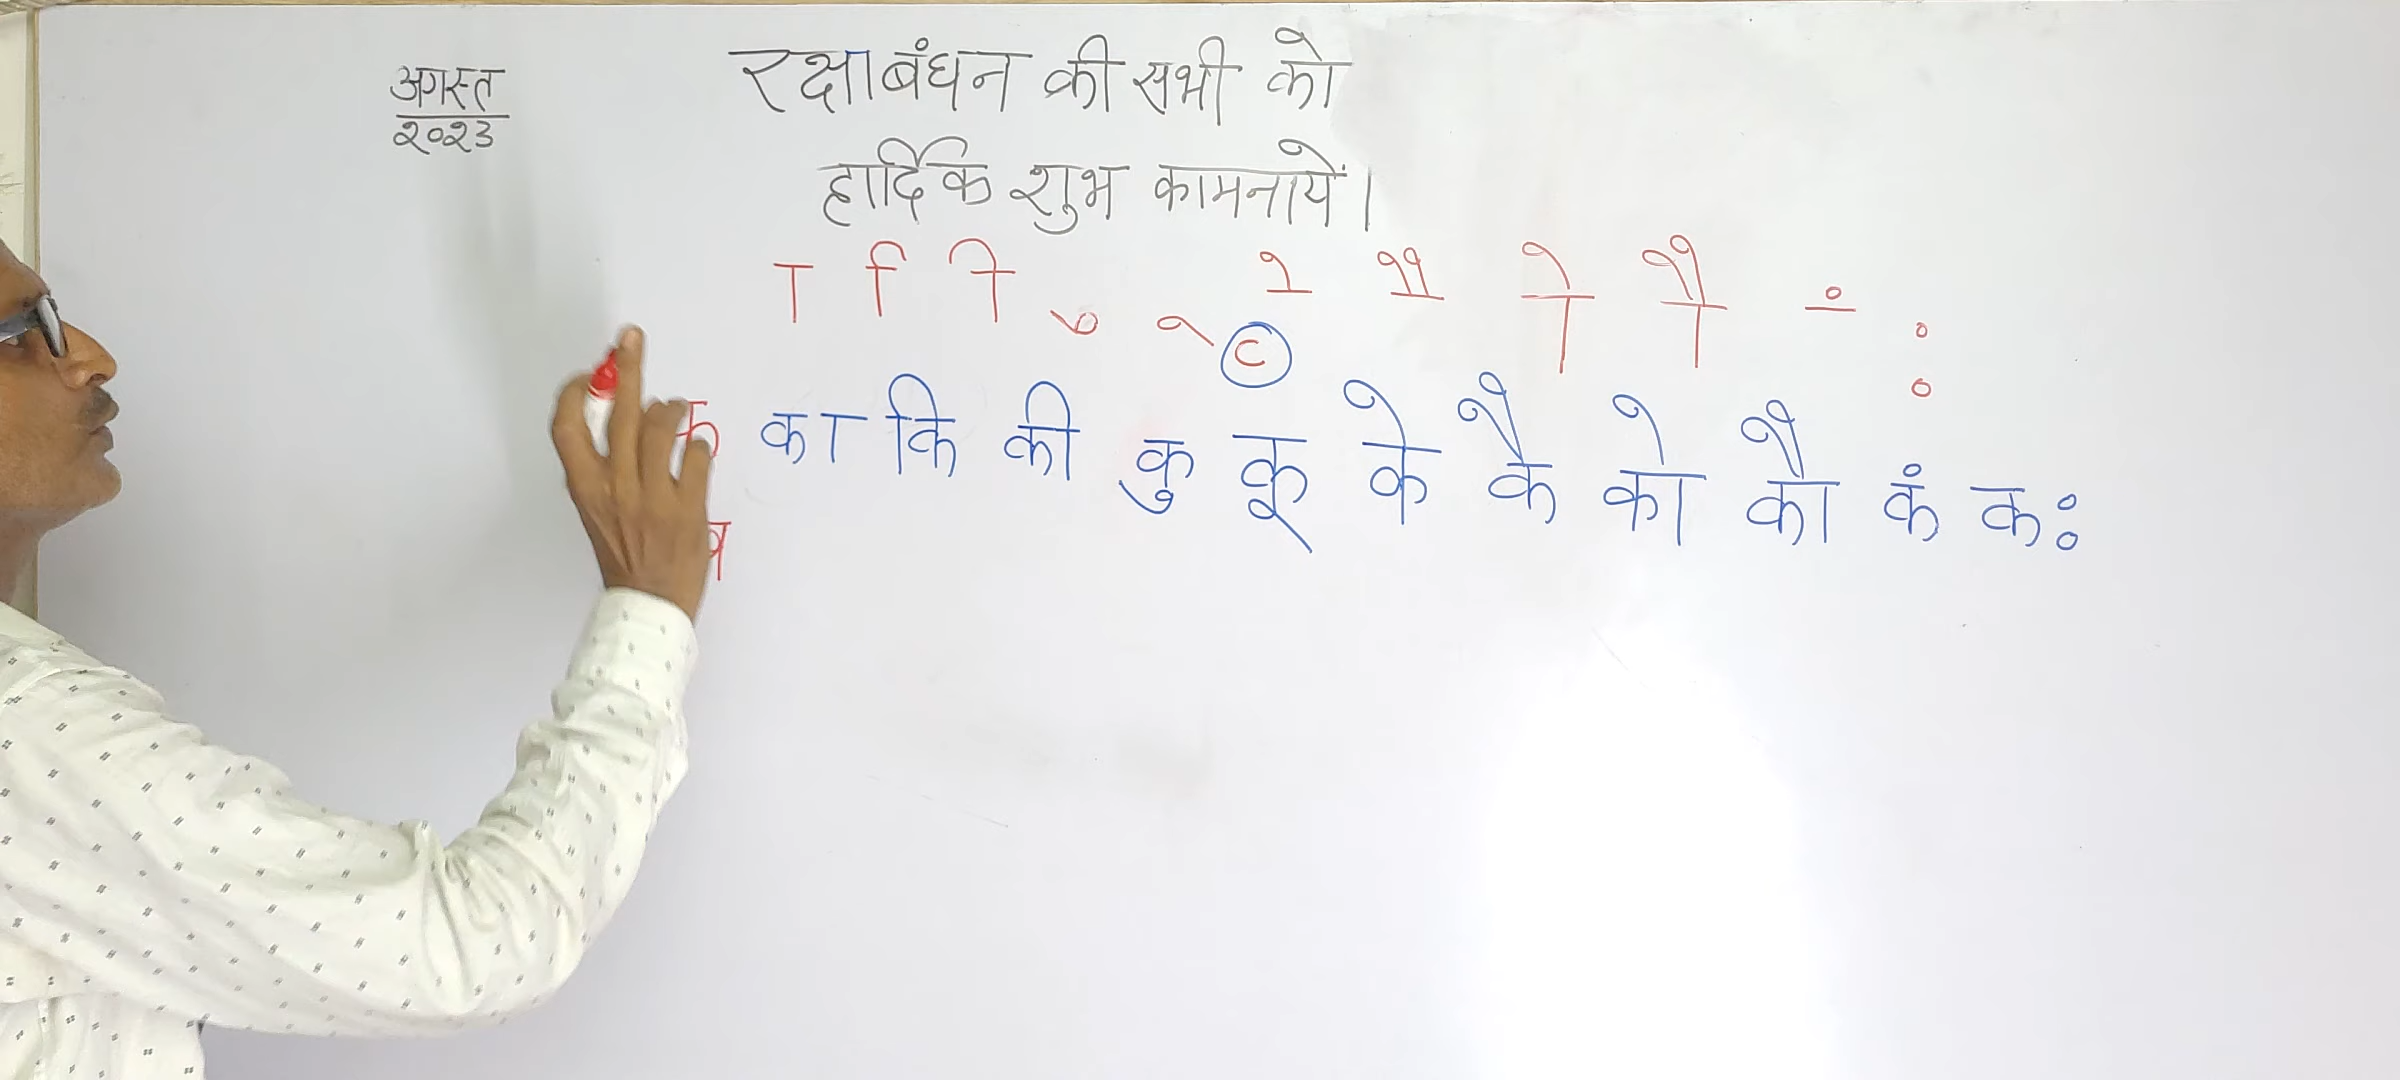 अगस्त
२०२३
रक्षाबंधन की सभी को
हार्दिक शुभ कामनायें।
ा ि ी ु ू ृ े ै ो ौ ं ः
क का कि की कु कू के कै को कौ कं कः